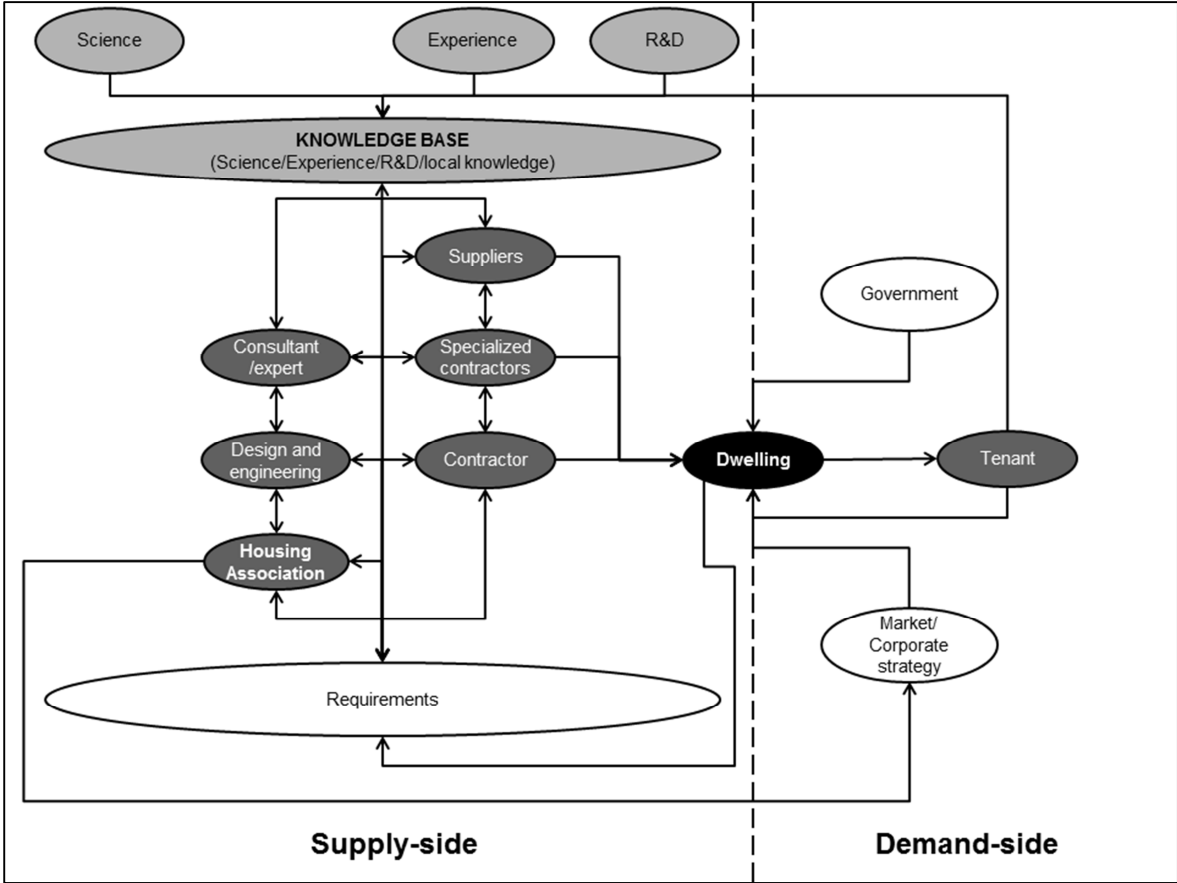 Science
Experience
R&D
KNOWLEDGE BASE
(Science/Experience/R&D/local knowledge)
Suppliers
Government
Consultant
/expert
Specialized
contractors
Design and
engineering
Contractor
Dwelling
Tenant
Housing
Association
Market/
Corporate
strategy
Requirements
Supply-side
Demand-side